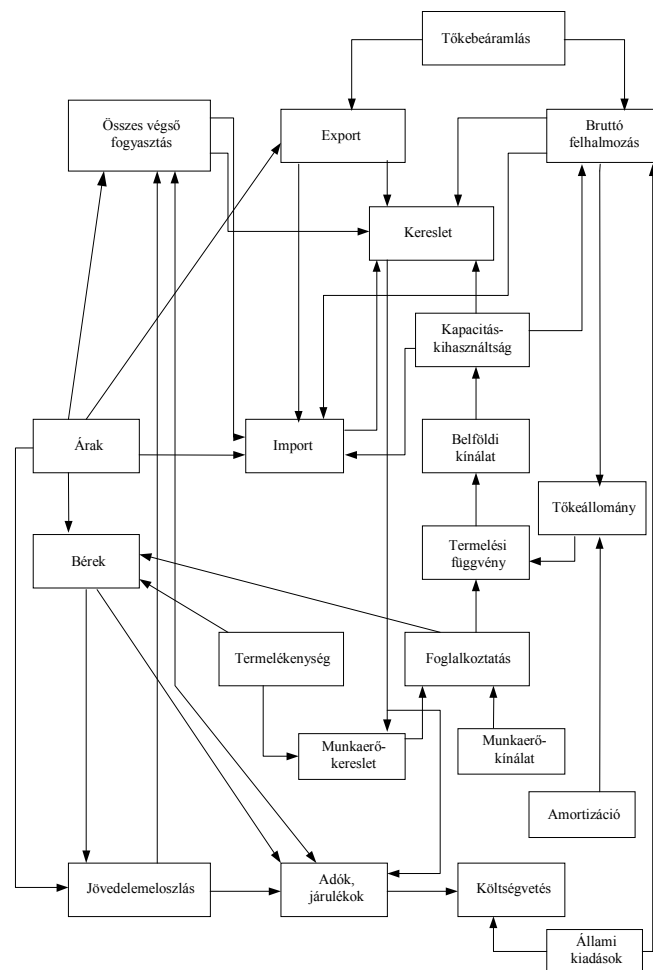 Tőkebeáramlás
Összes végső
fogyasztás
Export
Bruttó
felhalmozás
Kereslet
Kapacitás-
kihasználtság
Árak
Import
Belföldi
kínálat
Tőkeállomány
Bérek
Termelési
függvény
Termelékenység
Foglalkoztatás
Munkaerő-
kereslet
Munkaerő-
kínálat
Amortizáció
Jövedelemeloszlás
Adók,
járulékok
Költségvetés
Állami
kiadások